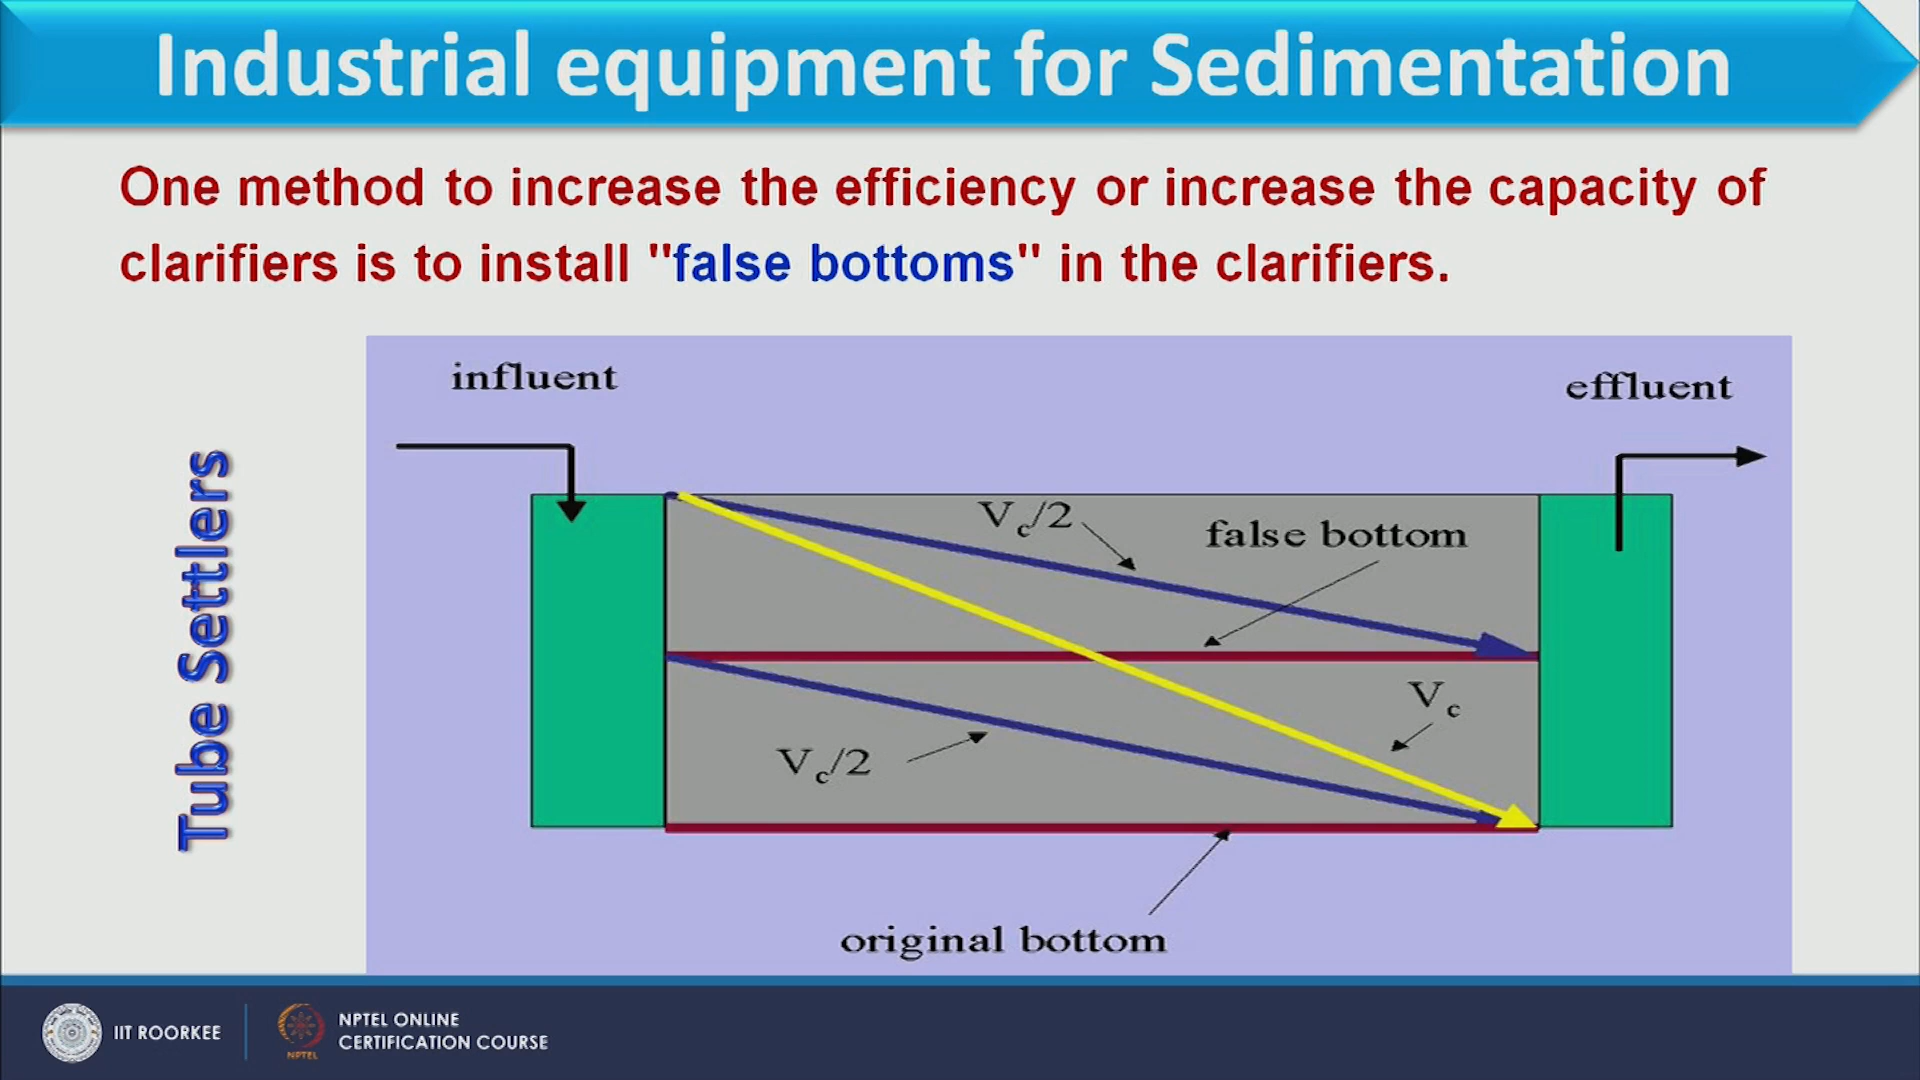 Industrial equipment for Sedimentation
One method to increase the efficiency or increase the capacity of
clarifiers is to install "false bottoms" in the clarifiers.
Tube Settlers
influent
effluent
Vc/2
false bottom
Vc
Vc/2
original bottom
IIT ROORKEE
NPTEL
NPTEL ONLINE
CERTIFICATION COURSE